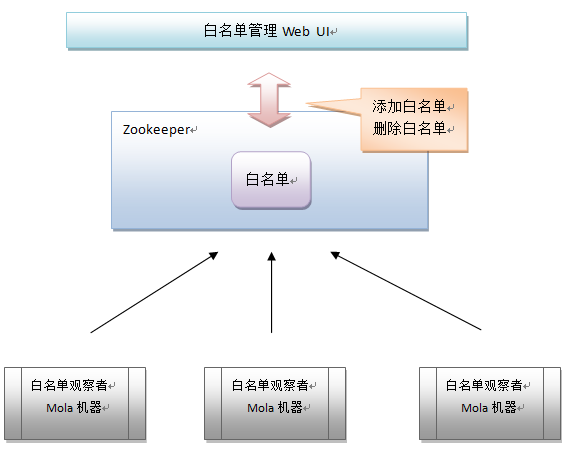 白名单管理 Web UI
添加白名单
删除白名单
Zookeeper
白名单
白名单观察者
Mola 机器
白名单观察者
Mola 机器
白名单观察者
Mola 机器